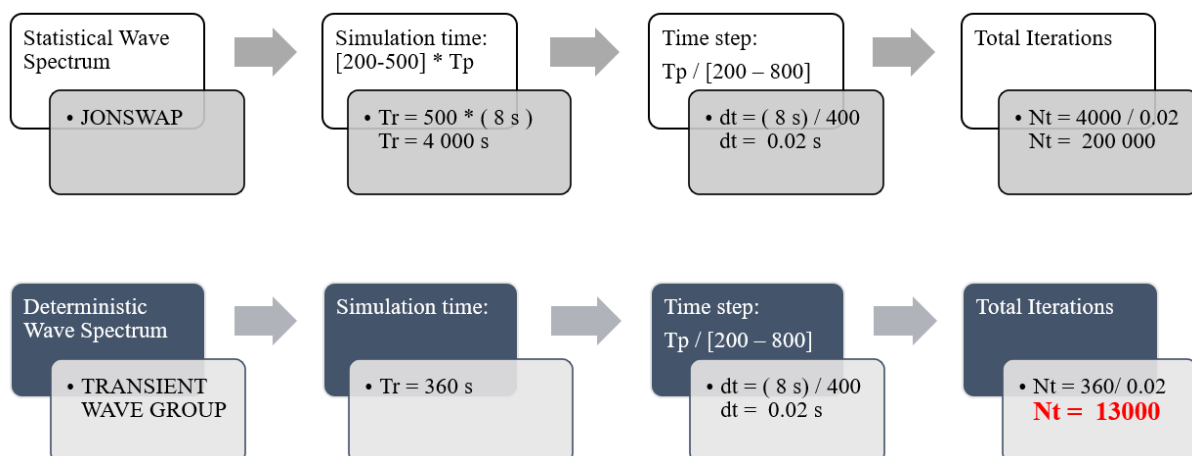 Statistical Wave
Spectrum
• JONSWAP
Simulation time:
[200-500] * Tp
• Tr = 500 * ( 8 s )
Tr = 4 000 s
Time step:
Tp / [200 – 800]
• dt = ( 8 s) / 400
dt = 0.02 s
Total Iterations
• Nt = 4000 / 0.02
Nt = 200 000
Deterministic
Wave Spectrum
• TRANSIENT
WAVE GROUP
Simulation time:
• Tr = 360 s
Time step:
Tp / [200 – 800]
• dt = ( 8 s) / 400
dt = 0.02 s
Total Iterations
• Nt = 360/ 0.02
Nt = 13000